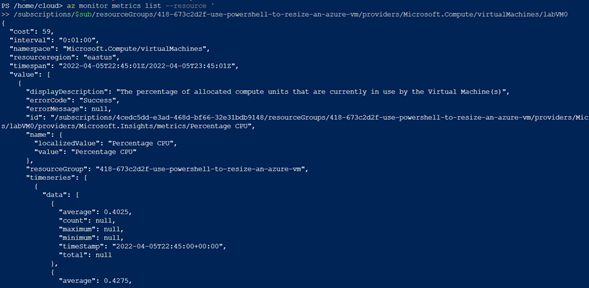 PS /home/cloud> az monitor metrics list --resource `
>> /subscriptions/$sub/resourceGroups/418-673c2d2f-use-powershell-to-resize-an-azure-vm/providers/Microsoft.Compute/virtualMachines/labVM0
{
"cost": 59,
"interval": "0:01:00",
"namespace": "Microsoft.Compute/virtualMachines",
"resourceregion": "eastus",
"timespan": "2022-04-05T22:45:01Z/2022-04-05T23:45:01Z",
"value": [
{
"displayDescription": "The percentage of allocated compute units that are currently in use by the Virtual Machine(s)",
"errorCode": "Success",
"errorMessage": null,
"id": "/subscriptions/4cedc5dd-e3ad-468d-bf66-32e31bdb9148/resourceGroups/418-673c2d2f-use-powershell-to-resize-an-azure-vm/providers/Mic
s/labVM0/providers/Microsoft.Insights/metrics/Percentage CPU",
"name": {
"localizedValue": "Percentage CPU",
"value": "Percentage CPU"
},
"resourceGroup": "418-673c2d2f-use-powershell-to-resize-an-azure-vm",
"timeseries": [
{
"data": [
{
"average": 0.4025,
"count": null,
"maximum": null,
"minimum": null,
"timeStamp": "2022-04-05T22:45:00+00:00",
"total": null
},
{
"average": 0.4275,